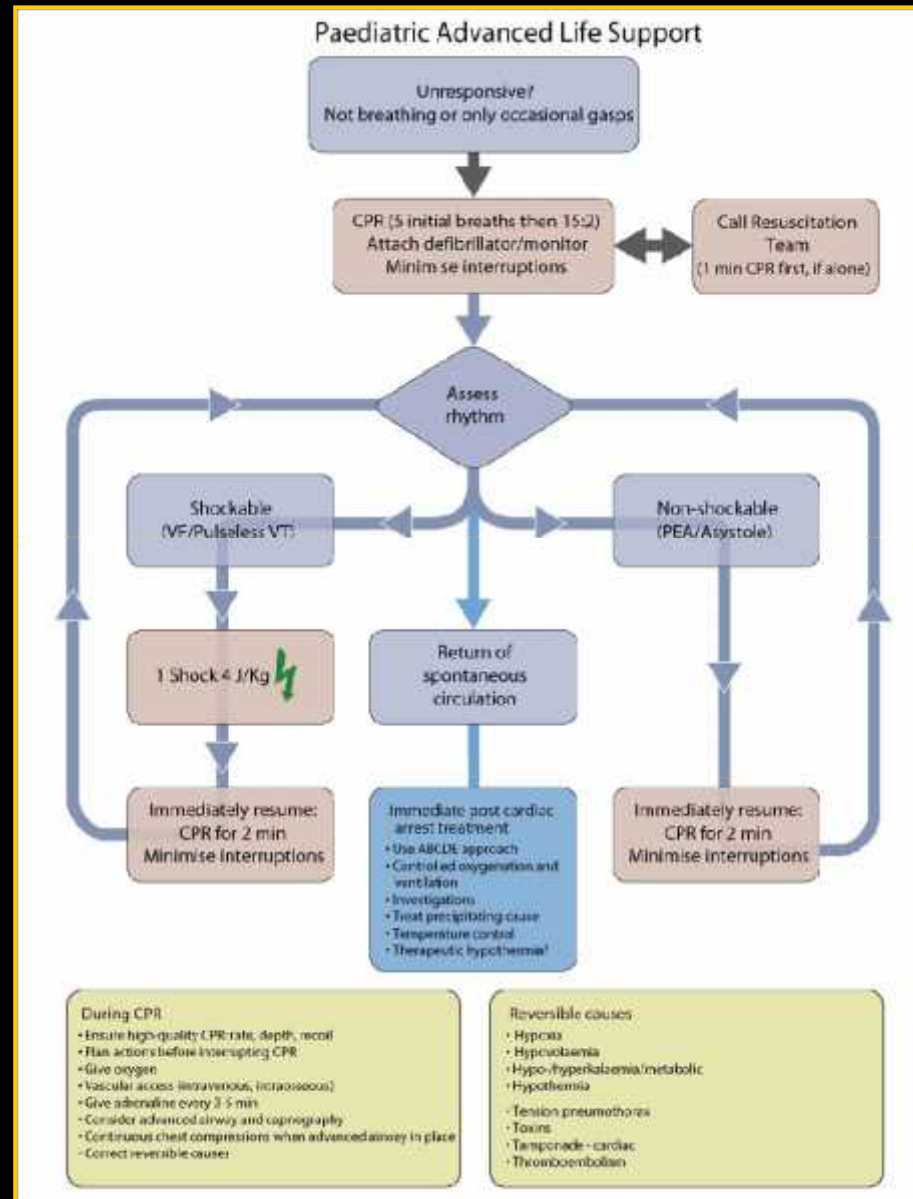 Paediatric Advanced Life Support
Unresponsive?
Not breathing or only occasional gasps
CPR (5 initial breaths then 15:2)
Attach defibrillator/monitor
Minimise interruptions
Call Resuscitation
Team
(1 min CPR first, if alone)
Assess
rhythm
Shockable
(VF/Pulseless VT)
Non-shockable
(PEA/Asystole)
1 Shock 4 J/Kg
Return of
spontaneous
circulation
Immediately resume:
CPR for 2 min
Minimise interruptions
Immediate post cardiac
arrest treatment
• Use ABCDE approach
• Controlled oxygenation and
ventilation
• Investigations
• Treat precipitating cause
• Temperature control
• Therapeutic hypothermia?
Immediately resume:
CPR for 2 min
Minimise interruptions
During CPR
• Ensure high-quality CPR: rate, depth, recoil
• Plan actions before interrupting CPR
• Give oxygen
• Vascular access (intravenous, intraosseous)
• Give adrenaline every 3-5 min
• Consider advanced airway and capnography
• Continuous chest compressions when advanced airway in place
• Correct reversible causes
Reversible causes
• Hypoxia
• Hypovolaemia
• Hypo-/hyperkalaemia/metabolic
• Hypothermia
• Tension pneumothorax
• Toxins
• Tamponade - cardiac
• Thromboembolism